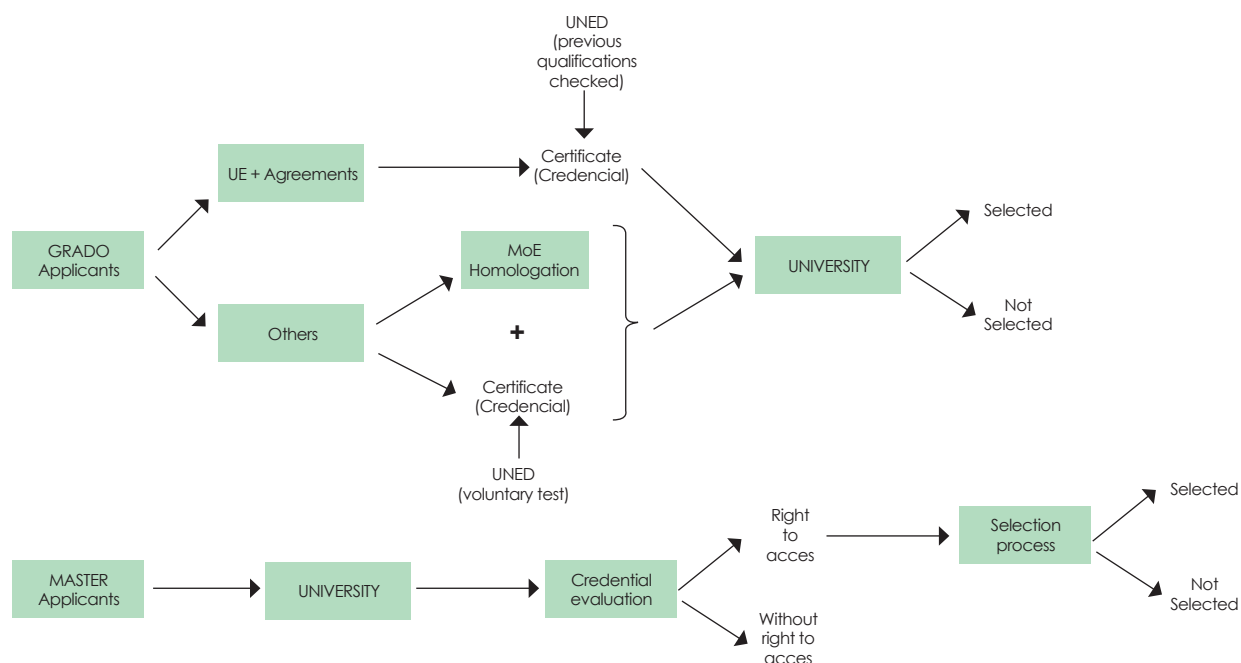 UNED
(previous
qualifications
checked)
Certificate
(Credencial)
UE + Agreements
GRADO
Applicants
Others
MoE
Homologation
+
Certificate
(Credencial)
UNED
(voluntary test)
UNIVERSITY
Selected
Not
Selected
MASTER
Applicants
UNIVERSITY
Credential
evaluation
Right
to
acces
Without
right to
acces
Selection
process
Selected
Not
Selected